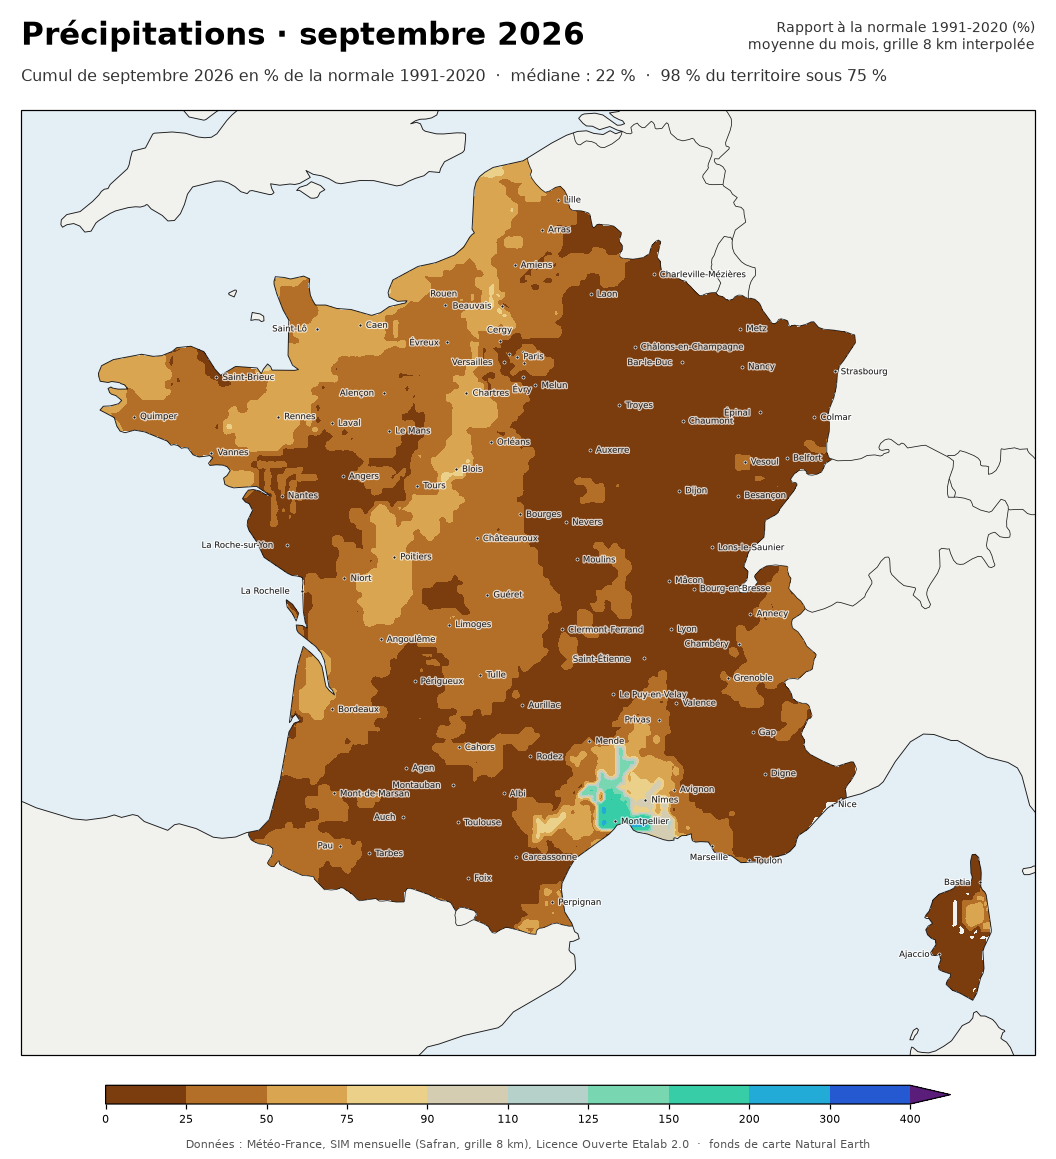 Précipitations · septembre 2026
Rapport à la normale 1991-2020 (%)
moyenne du mois, grille 8 km interpolée
Cumul de septembre 2026 en % de la normale 1991-2020 · médiane : 22 % · 98 % du territoire sous 75 %
Lille
Arras
Amiens
Charleville-Mézières
Rouen
Laon
Beauvais
Saint-Lô
Caen
Cergy
Metz
Évreux
Châlons-en-Champagne
Versailles
Paris
Bar-le-Duc
Nancy
Strasbourg
Saint-Brieuc
Évry
Melun
Alençon
Chartres
Troyes
Épinal
Quimper
Rennes
Laval
Chaumont
Colmar
Le Mans
Orléans
Vannes
Auxerre
Vesoul
Belfort
Blois
Angers
Tours
Nantes
Dijon
Besançon
Bourges
Nevers
La Roche-sur-Yon
Châteauroux
Lons-le-Saunier
Poitiers
Moulins
Niort
Mâcon
La Rochelle
Guéret
Bourg-en-Bresse
Annecy
Limoges
Clermont-Ferrand
Lyon
Angoulême
Chambéry
Saint-Étienne
Périgueux
Tulle
Grenoble
Le Puy-en-Velay
Bordeaux
Aurillac
Valence
Privas
Gap
Cahors
Mende
Rodez
Agen
Digne
Montauban
Mont-de-Marsan
Albi
Avignon
Nîmes
Nice
Auch
Toulouse
Montpellier
Pau
Tarbes
Carcassonne
Marseille
Toulon
Foix
Bastia
Perpignan
Ajaccio
0 25 50 75 90 110 125 150 200 300 400
Données : Météo-France, SIM mensuelle (Safran, grille 8 km), Licence Ouverte Etalab 2.0 · fonds de carte Natural Earth